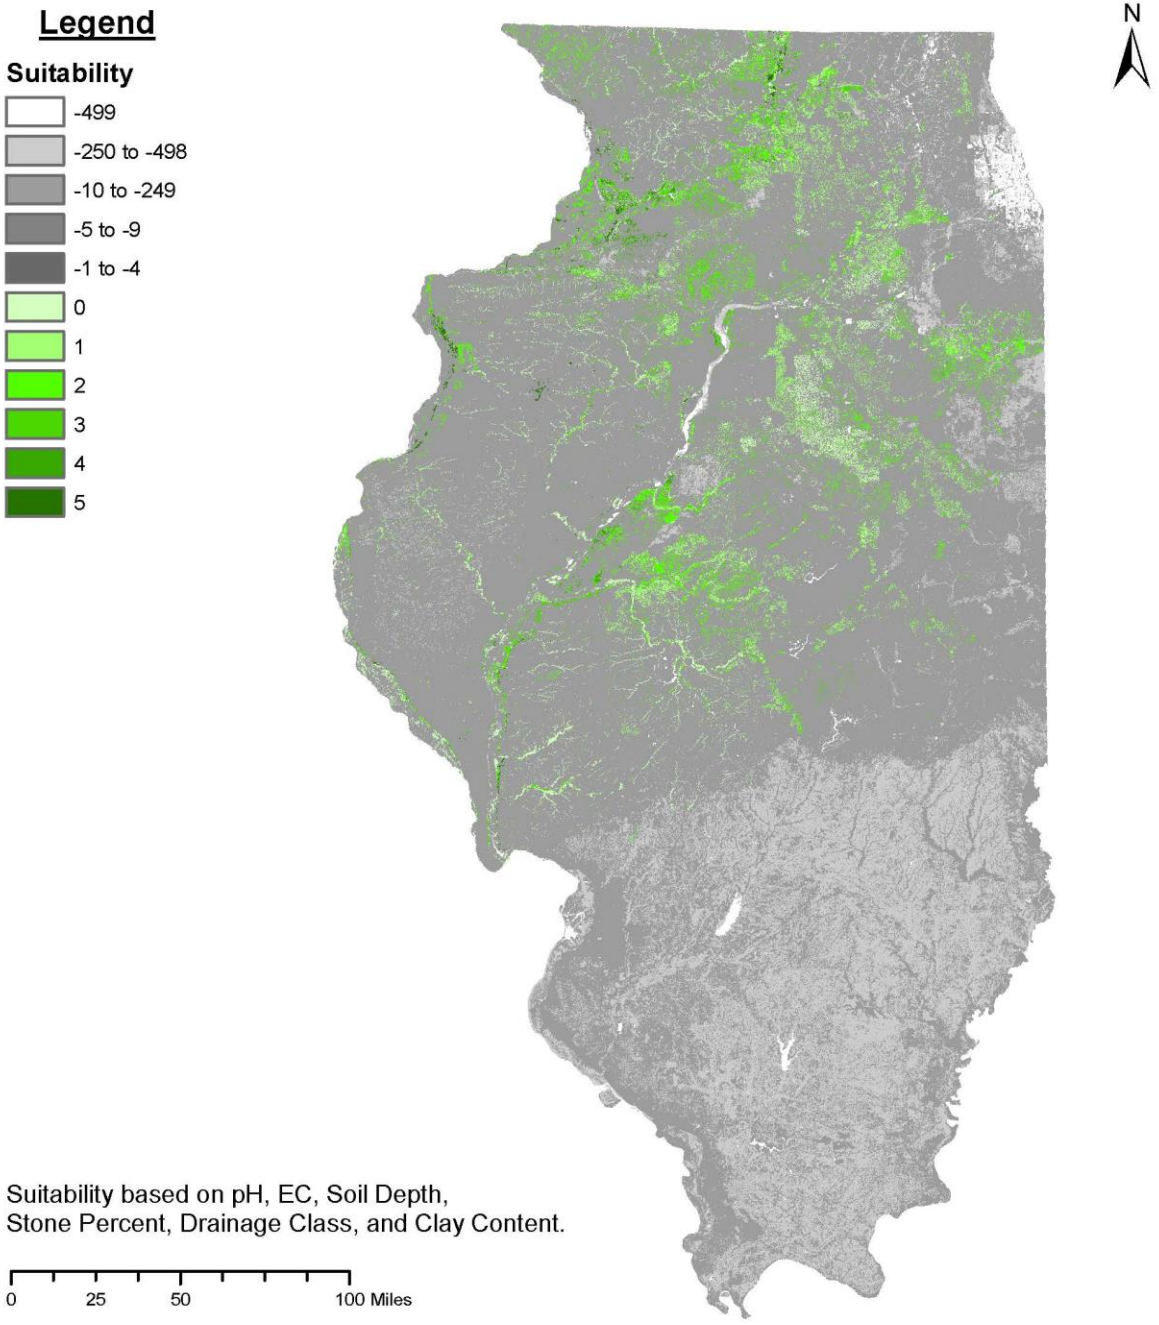 Legend
N
Suitability
-499
-250 to -498
-10 to -249
-5 to -9
-1 to -4
0
1
2
3
4
5
Suitability based on pH, EC, Soil Depth,
Stone Percent, Drainage Class, and Clay Content.
0 25 50 100 Miles